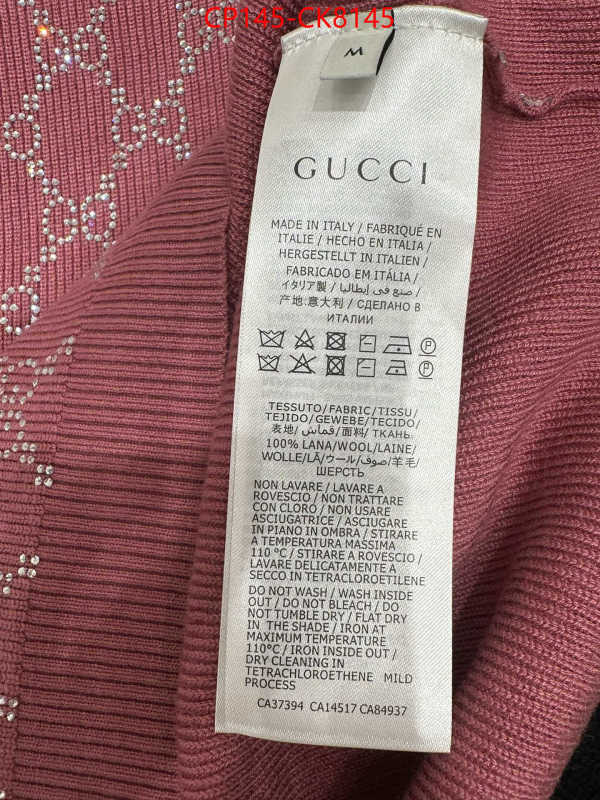 CP145-CK8145
M
GUCCI
MADE IN ITALY / FABRIQUÉ EN
ITALIE / HECHO EN ITALIA /
HERGESTELLT IN ITALIEN /
FABRICADO EM ITÁLIA /
イタリア製 / صنع في إيطاليا /
产地:意大利 / СДЕЛАНО В
ИТАЛИИ
P
P
TESSUTO/FABRIC/TISSU/
TEJIDO/GEWEBE/TECIDO/
表地/قماش/面料/ ТКАНЬ
100% LANA/WOOL/LAINE/
WOLLE/LÃ/ウール/صوف/羊毛/
ШЕРСТЬ
NON LAVARE / LAVARE A
ROVESCIO / NON TRATTARE
CON CLORO / NON USARE
ASCIUGATRICE / ASCIUGARE
IN PIANO IN OMBRA / STIRARE
A TEMPERATURA MASSIMA
110 °C / STIRARE A ROVESCIO /
LAVARE DELICATAMENTE A
SECCO IN TETRACLOROETILENE
DO NOT WASH / WASH INSIDE
OUT / DO NOT BLEACH / DO
NOT TUMBLE DRY / FLAT DRY
IN THE SHADE / IRON AT
MAXIMUM TEMPERATURE
110°C / IRON INSIDE OUT /
DRY CLEANING IN
TETRACHLOROETHENE MILD
PROCESS
CA37394 CA14517 CA84937